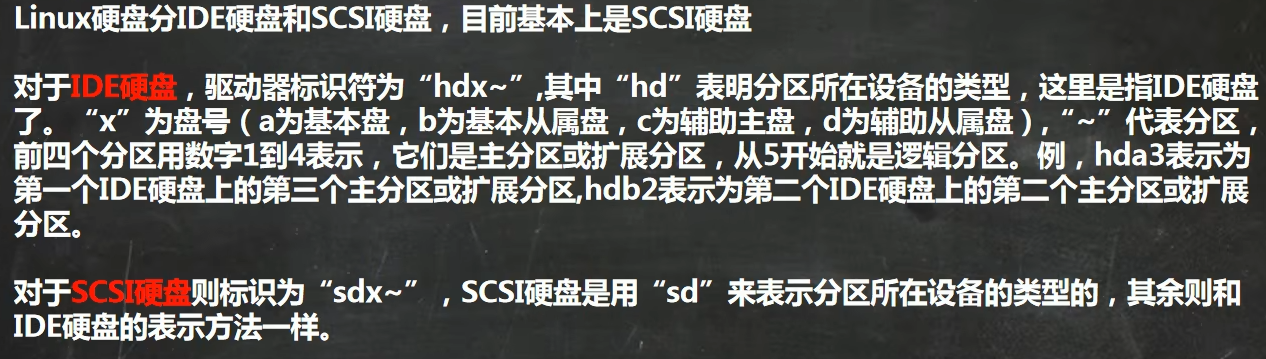 Linux硬盘分IDE硬盘和SCSI硬盘，目前基本上是SCSI硬盘
对于IDE硬盘，驱动器标识符为“hdx~”,其中“hd”表明分区所在设备的类型，这里是指IDE硬盘
了。“x”为盘号（a为基本盘，b为基本从属盘，c为辅助主盘，d为辅助从属盘）,“~”代表分区，
前四个分区用数字1到4表示，它们是主分区或扩展分区，从5开始就是逻辑分区。例，hda3表示为
第一个IDE硬盘上的第三个主分区或扩展分区,hdb2表示为第二个IDE硬盘上的第二个主分区或扩展
分区。
对于SCSI硬盘则标识为“sdx~”，SCSI硬盘是用“sd”来表示分区所在设备的类型的，其余则和
IDE硬盘的表示方法一样。